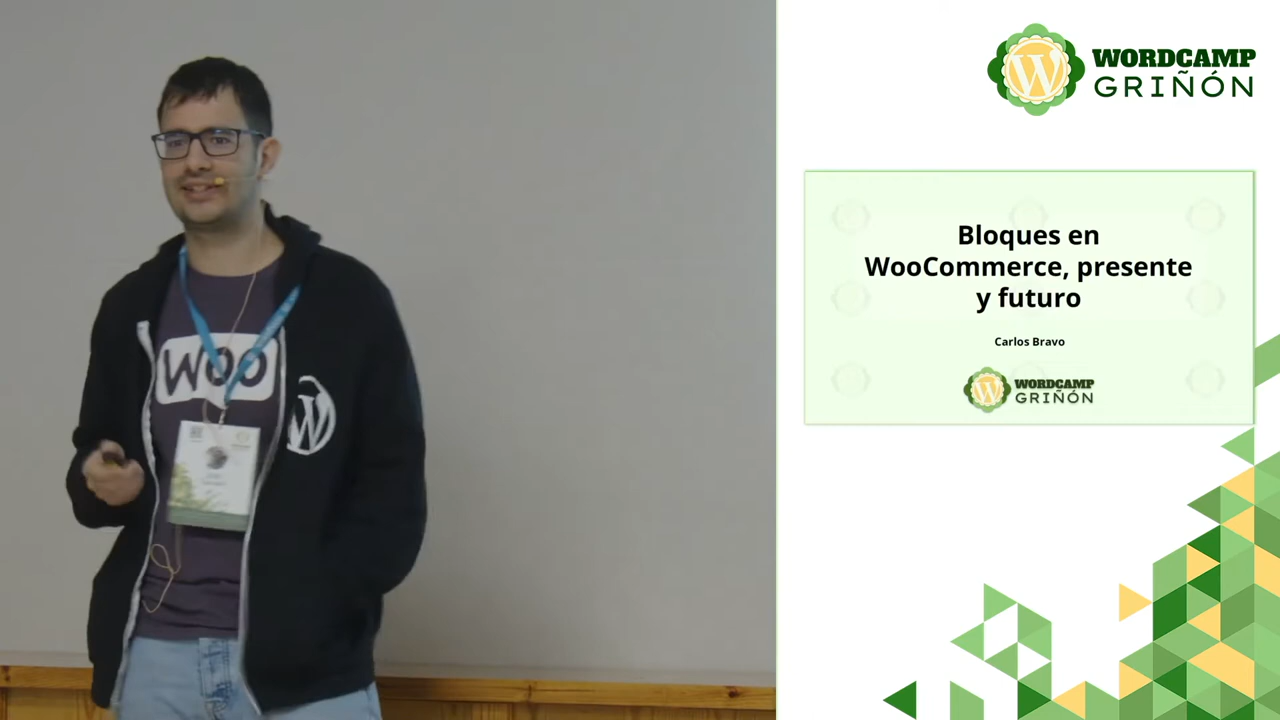 WOO
WORDCAMP
GRIÑÓN
Bloques en
WooCommerce, presente
y futuro
Carlos Bravo
WORDCAMP
GRIÑÓN